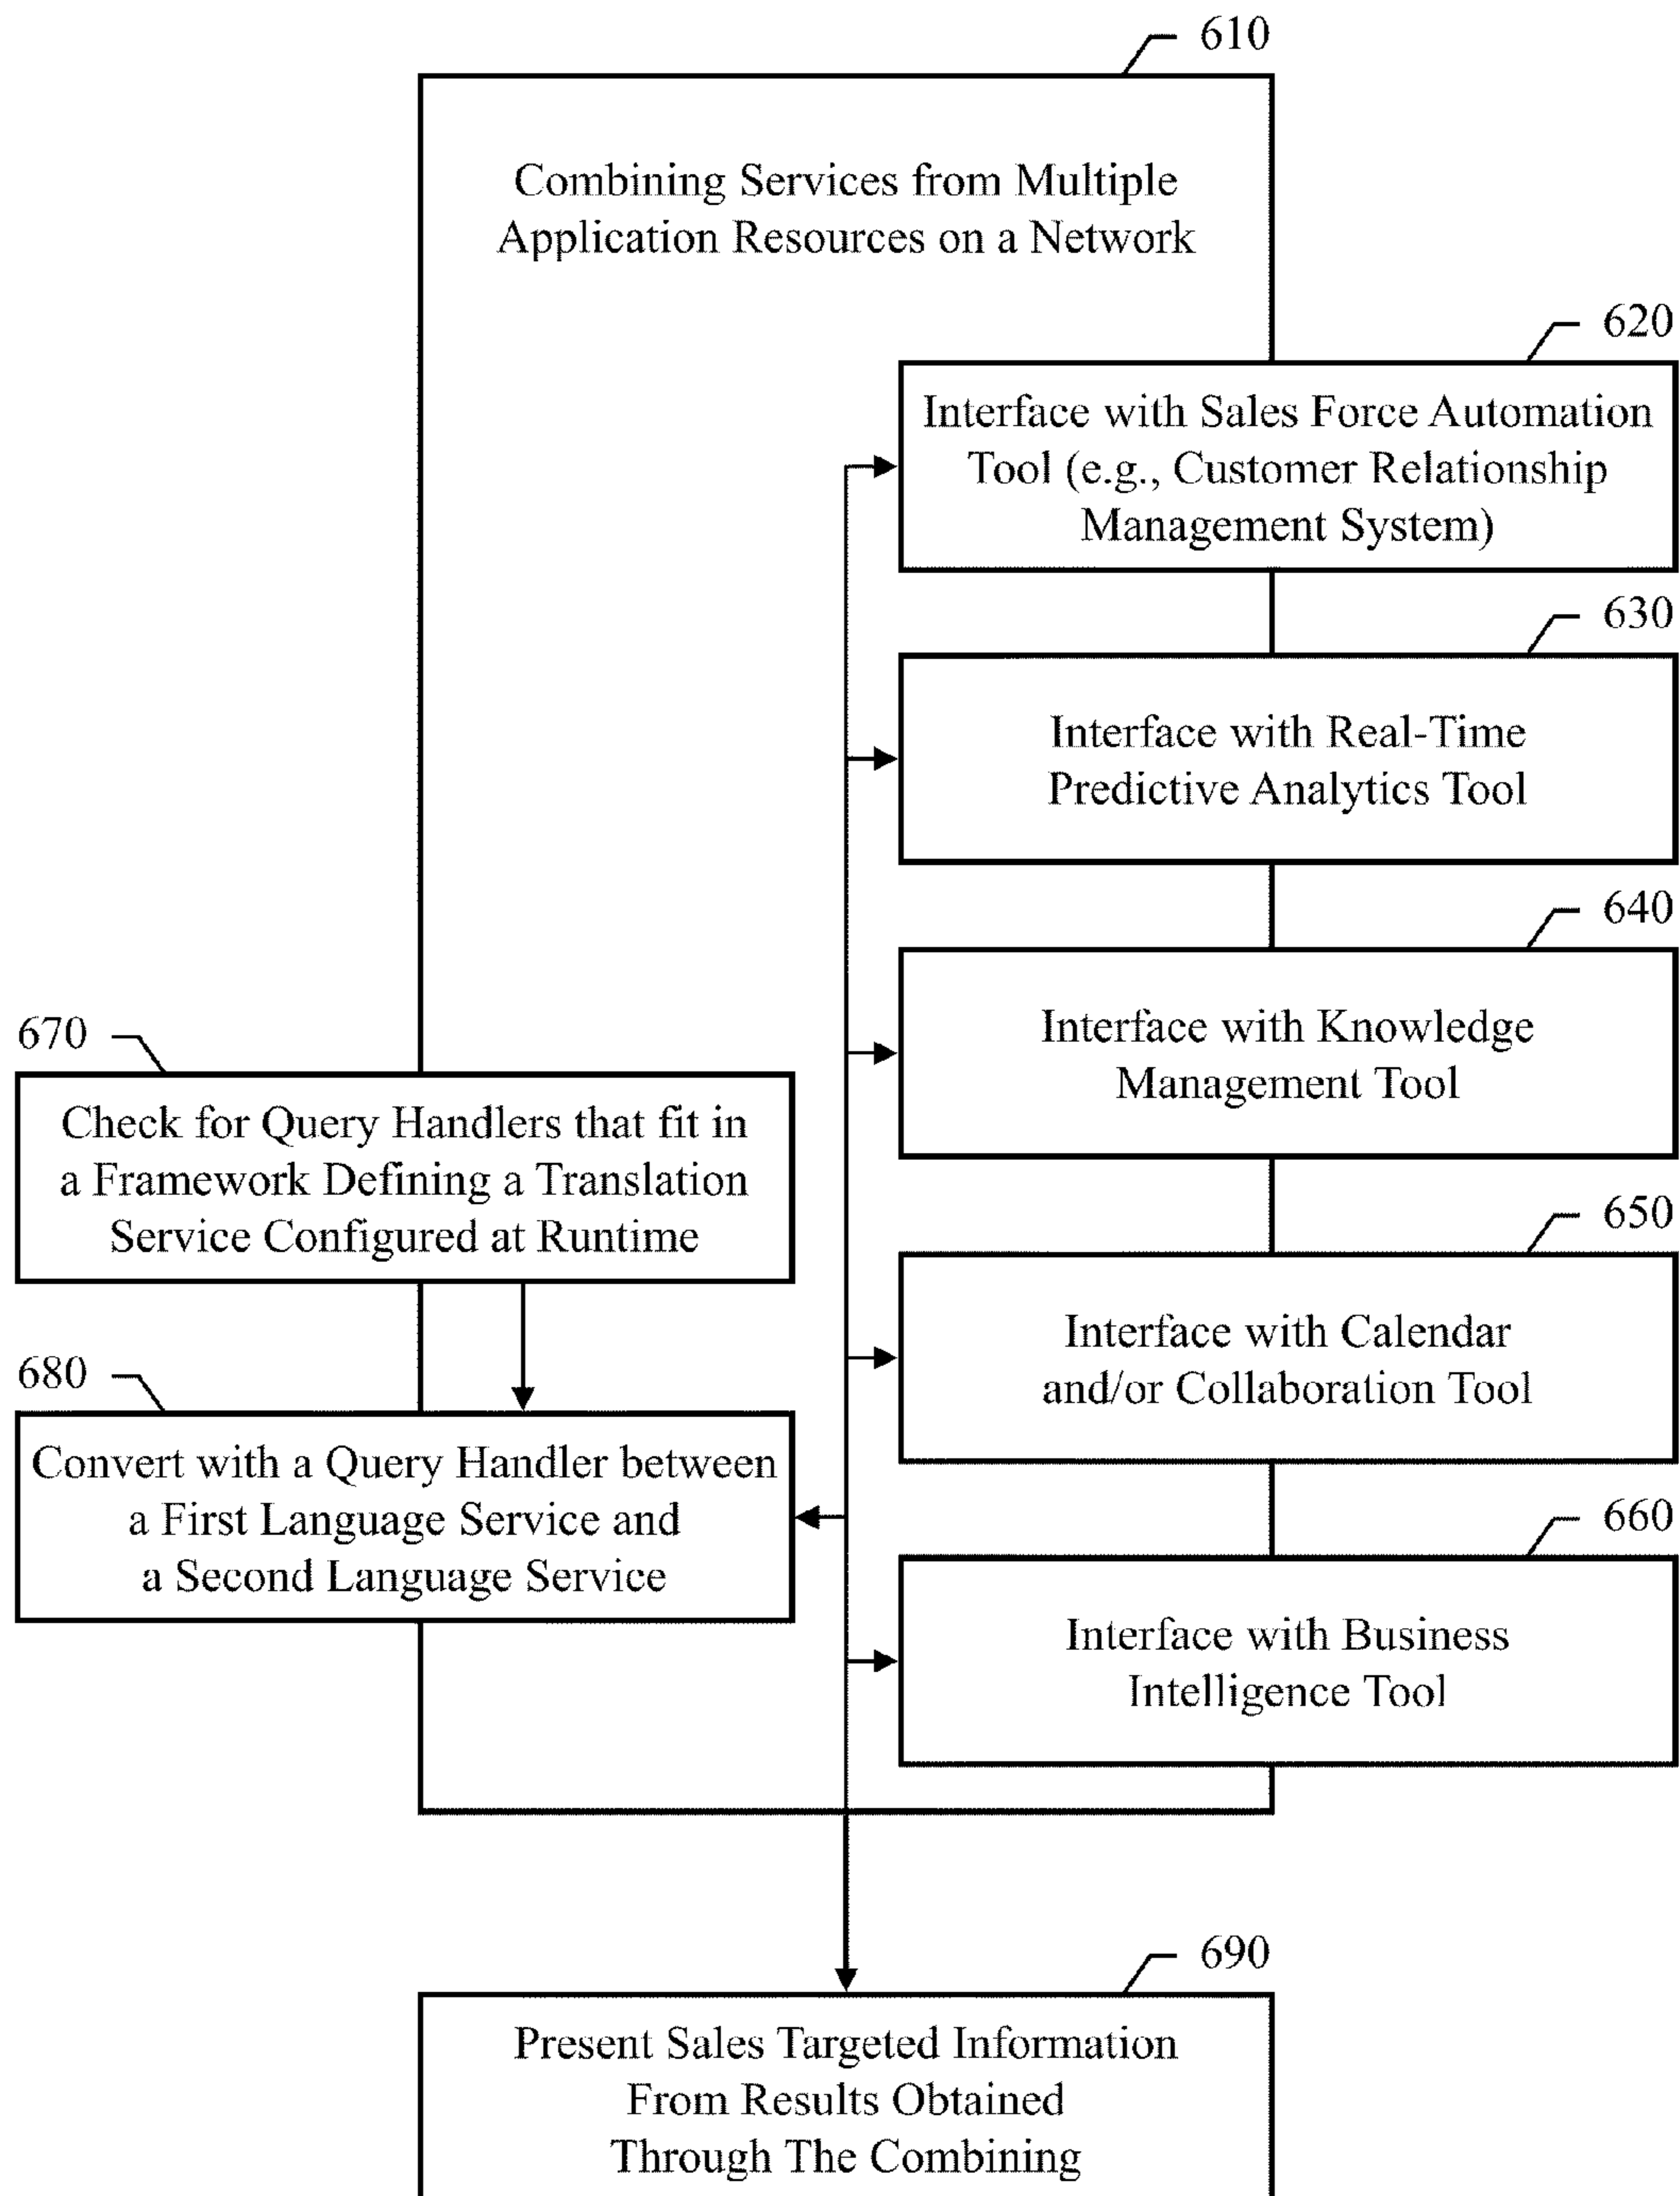 610
Combining Services from Multiple
Application Resources on a Network
620
Interface with Sales Force Automation
Tool (e.g., Customer Relationship
Management System)
630
Interface with Real-Time
Predictive Analytics Tool
640
Interface with Knowledge
Management Tool
670
Check for Query Handlers that fit in
a Framework Defining a Translation
Service Configured at Runtime
650
Interface with Calendar
and/or Collaboration Tool
680
Convert with a Query Handler between
a First Language Service and
a Second Language Service
660
Interface with Business
Intelligence Tool
690
Present Sales Targeted Information
From Results Obtained
Through The Combining